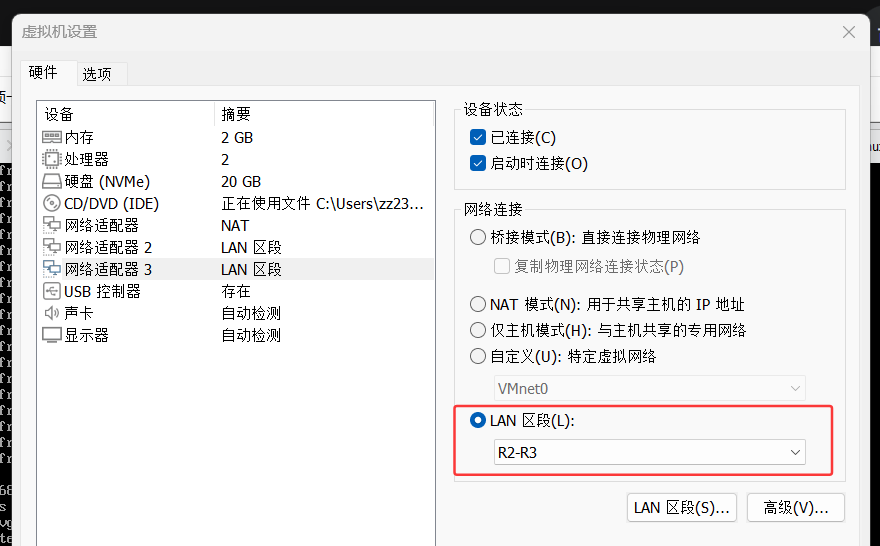 虚拟机设置
硬件 选项
设备 摘要
内存 2 GB
处理器 2
硬盘 (NVMe) 20 GB
CD/DVD (IDE) 正在使用文件 C:\Users\zz23...
网络适配器 NAT
网络适配器 2 LAN 区段
网络适配器 3 LAN 区段
USB 控制器 存在
声卡 自动检测
显示器 自动检测
设备状态
已连接(C)
启动时连接(O)
网络连接
桥接模式(B): 直接连接物理网络
复制物理网络连接状态(P)
NAT 模式(N): 用于共享主机的 IP 地址
仅主机模式(H): 与主机共享的专用网络
自定义(U): 特定虚拟网络
VMnet0
LAN 区段(L):
R2-R3
LAN 区段(S)... 高级(V)...